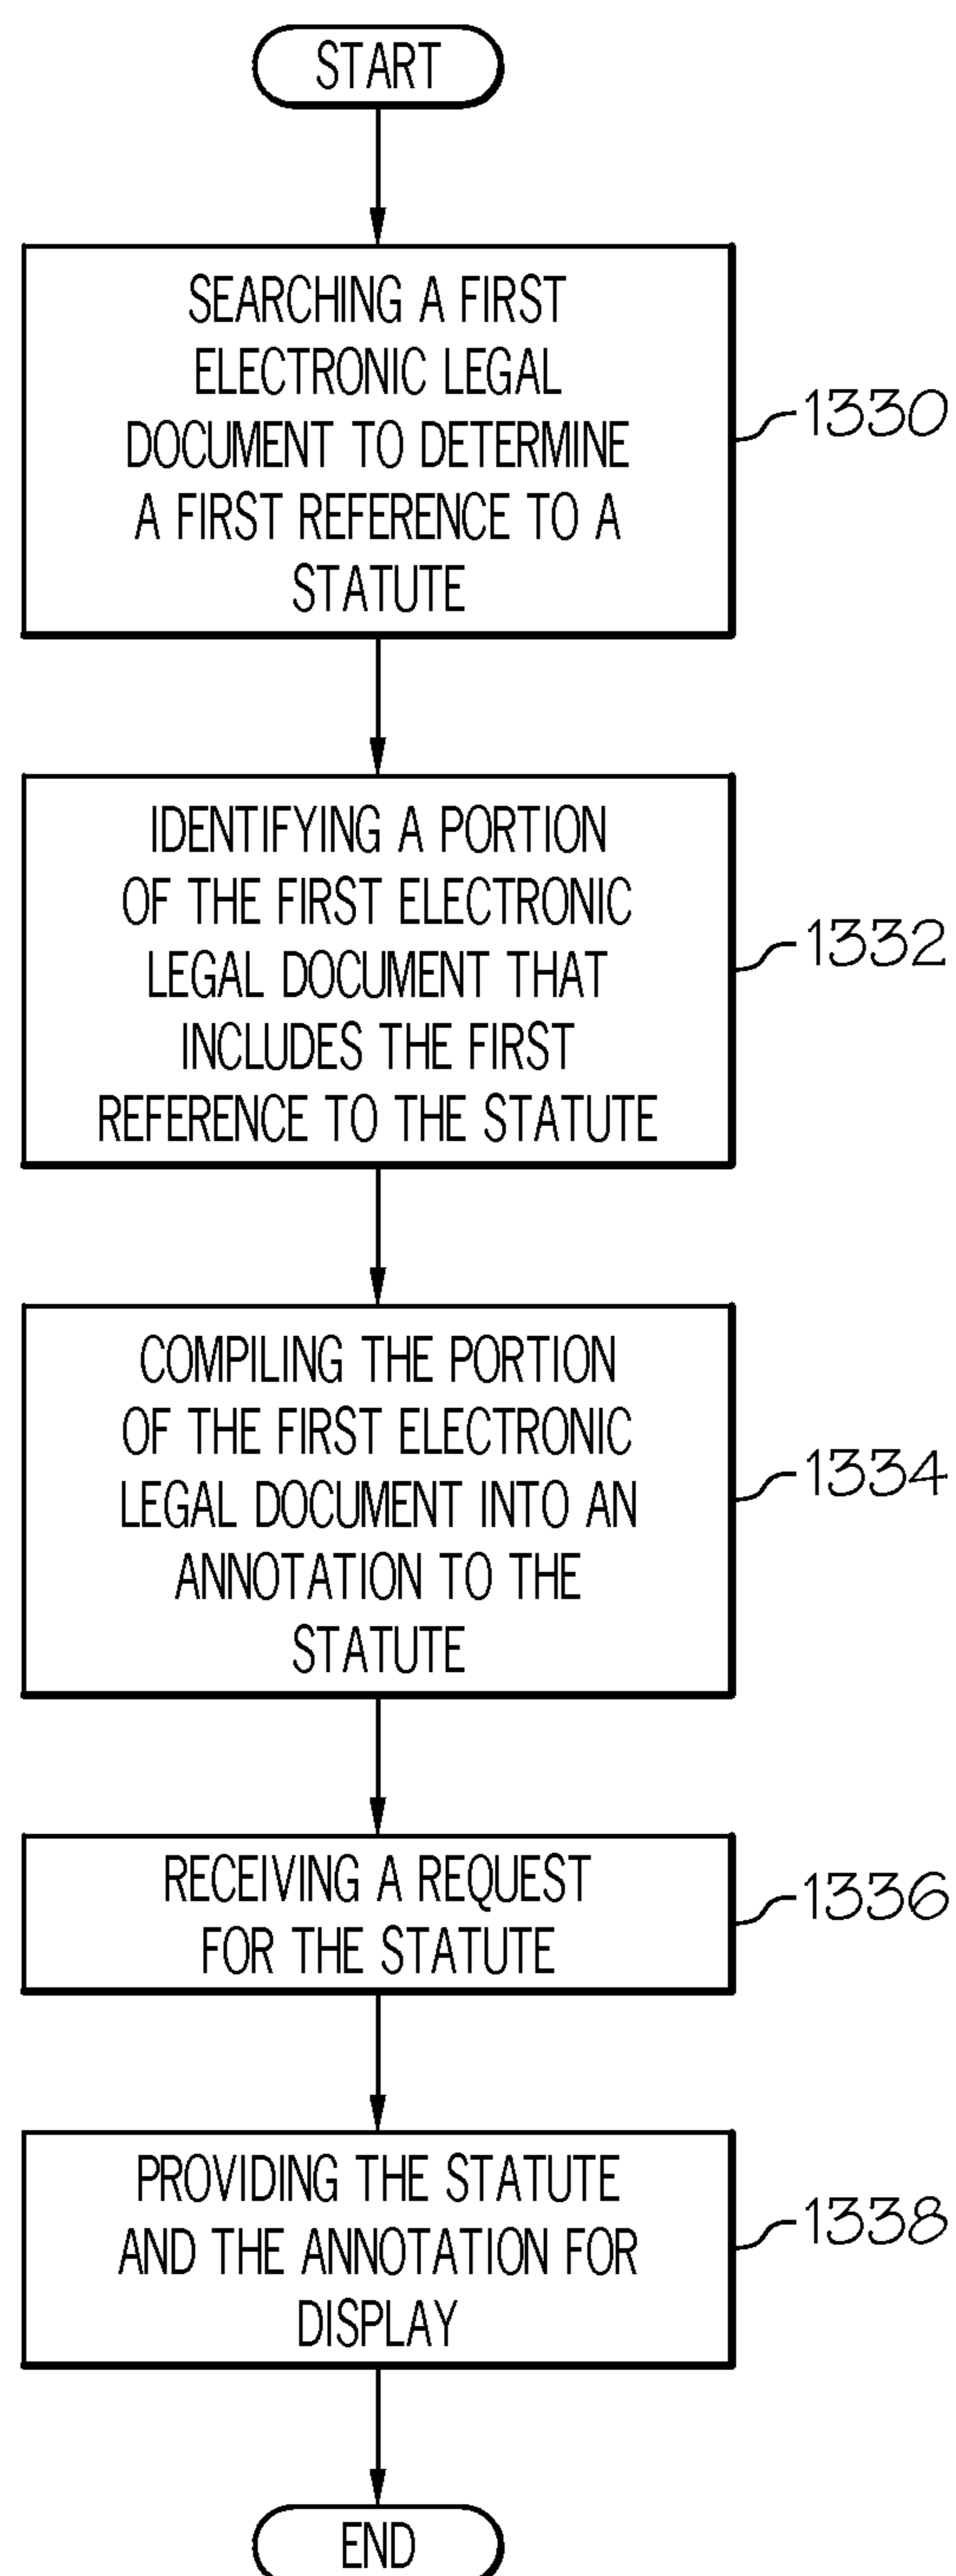 START
SEARCHING A FIRST
ELECTRONIC LEGAL
DOCUMENT TO DETERMINE
A FIRST REFERENCE TO A
STATUTE
1330
IDENTIFYING A PORTION
OF THE FIRST ELECTRONIC
LEGAL DOCUMENT THAT
INCLUDES THE FIRST
REFERENCE TO THE STATUTE
1332
COMPILING THE PORTION
OF THE FIRST ELECTRONIC
LEGAL DOCUMENT INTO AN
ANNOTATION TO THE
STATUTE
1334
RECEIVING A REQUEST
FOR THE STATUTE
1336
PROVIDING THE STATUTE
AND THE ANNOTATION FOR
DISPLAY
1338
END